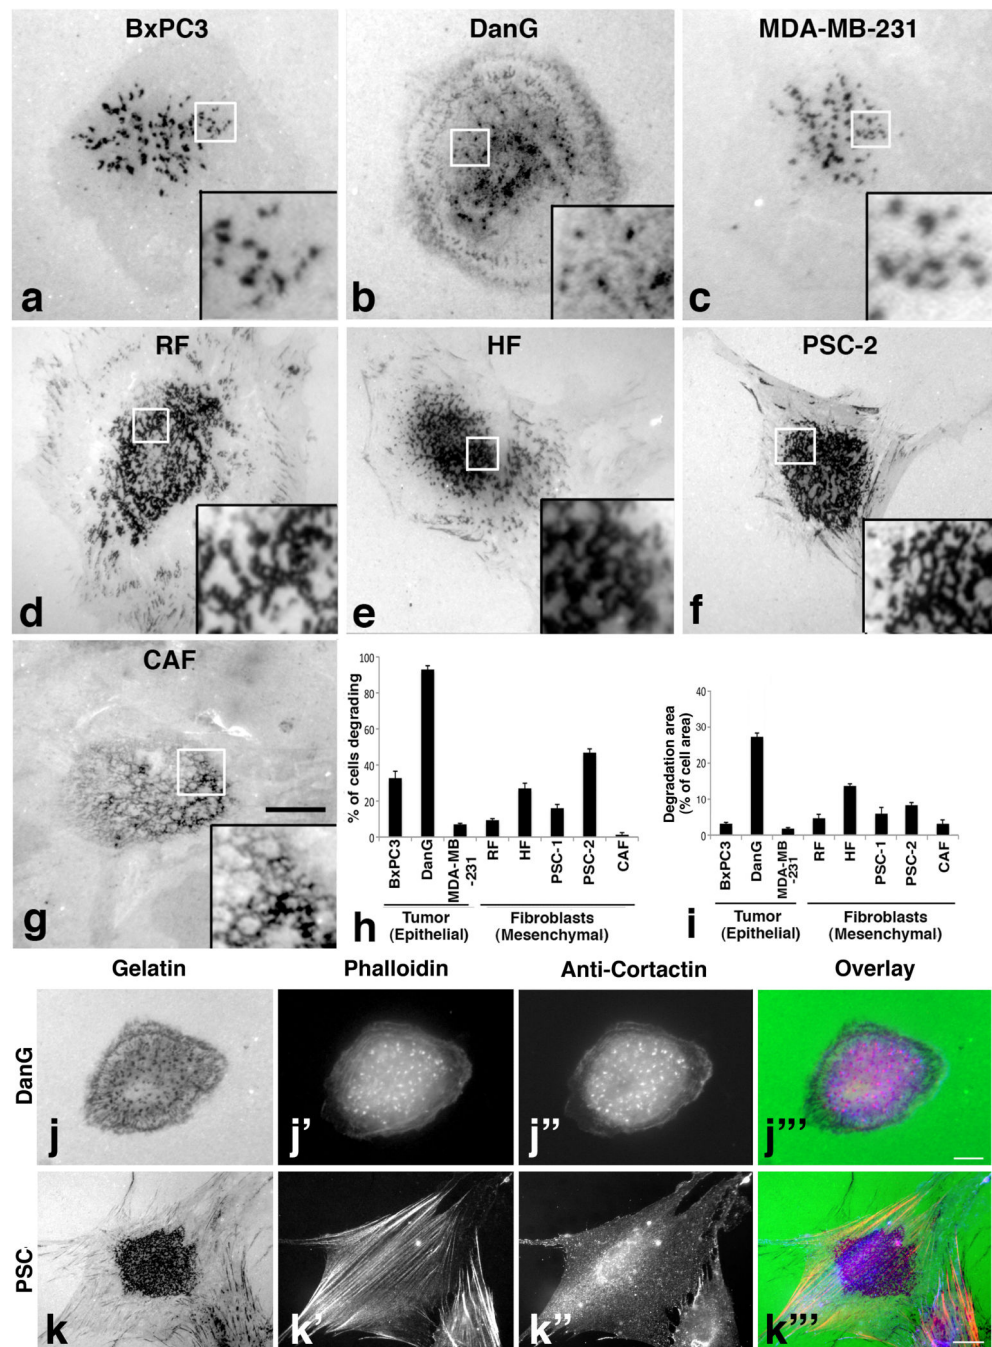 BxPC3
DanG
MDA-MB-231
a
b
c
RF
HF
PSC-2
d
e
f
CAF
g
% of cells degrading
100
80
60
40
20
0
BxPC3
DanG
MDA-MB
-231
RF
HF
PSC-1
PSC-2
CAF
Tumor
(Epithelial)
Fibroblasts
(Mesenchymal)
h
Degradation area
(% of cell area)
40
30
20
10
0
BxPC3
DanG
MDA-MB
-231
RF
HF
PSC-1
PSC-2
CAF
Tumor
(Epithelial)
Fibroblasts
(Mesenchymal)
i
Gelatin
Phalloidin
Anti-Cortactin
Overlay
DanG
j
j’
j”
j”’
PSC
k
k’
k”
k”’